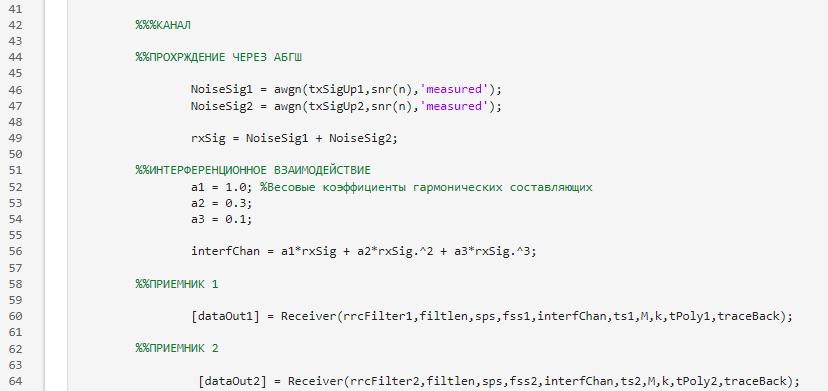 41
42 %%%КАНАЛ
43
44 %%ПРОХРЖДЕНИЕ ЧЕРЕЗ АБГШ
45
46 NoiseSig1 = awgn(txSigUp1,snr(n),'measured');
47 NoiseSig2 = awgn(txSigUp2,snr(n),'measured');
48
49 rxSig = NoiseSig1 + NoiseSig2;
50
51 %%ИНТЕРФЕРЕНЦИОННОЕ ВЗАИМОДЕЙСТВИЕ
52 a1 = 1.0; %Весовые коэффициенты гармонических составляющих
53 a2 = 0.3;
54 a3 = 0.1;
55
56 interfChan = a1*rxSig + a2*rxSig.^2 + a3*rxSig.^3;
57
58 %%ПРИЕМНИК 1
59
60 [dataOut1] = Receiver(rrcFilter1,filtlen,sps,fss1,interfChan,ts1,M,k,tPoly1,traceBack);
61
62 %%ПРИЕМНИК 2
63
64 [dataOut2] = Receiver(rrcFilter2,filtlen,sps,fss2,interfChan,ts2,M,k,tPoly2,traceBack);